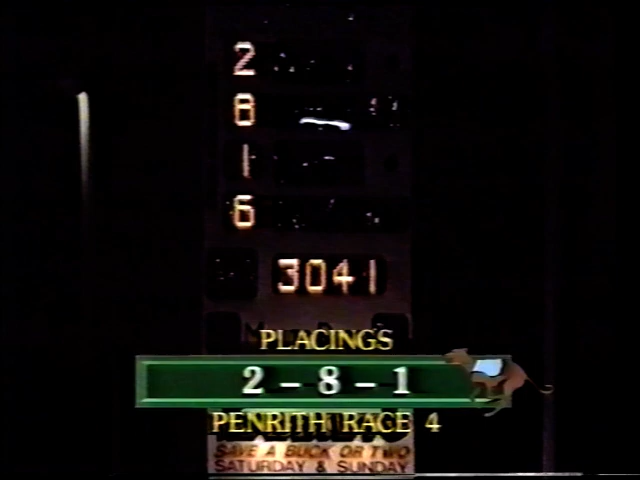 2
8
1
6
3041
PLACINGS
2 – 8 – 1
PENRITH RACE 4
SAVE A BUCK OR TWO
SATURDAY & SUNDAY